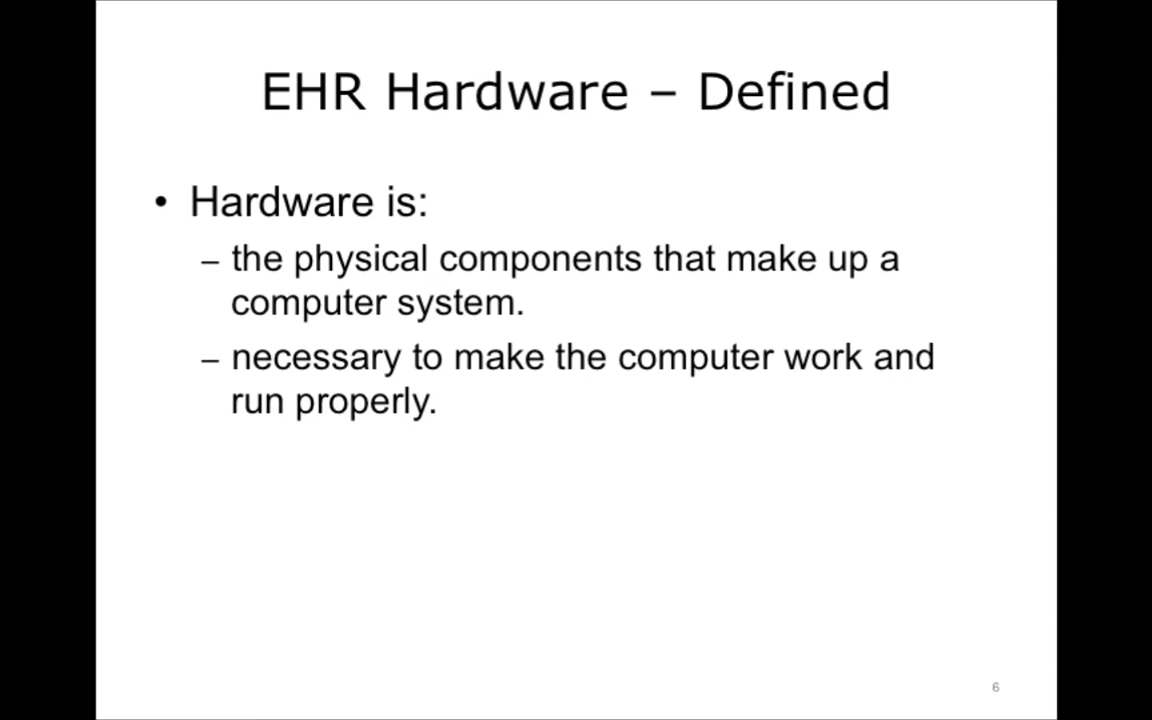 EHR Hardware – Defined
• Hardware is:
– the physical components that make up a
computer system.
– necessary to make the computer work and
run properly.
6